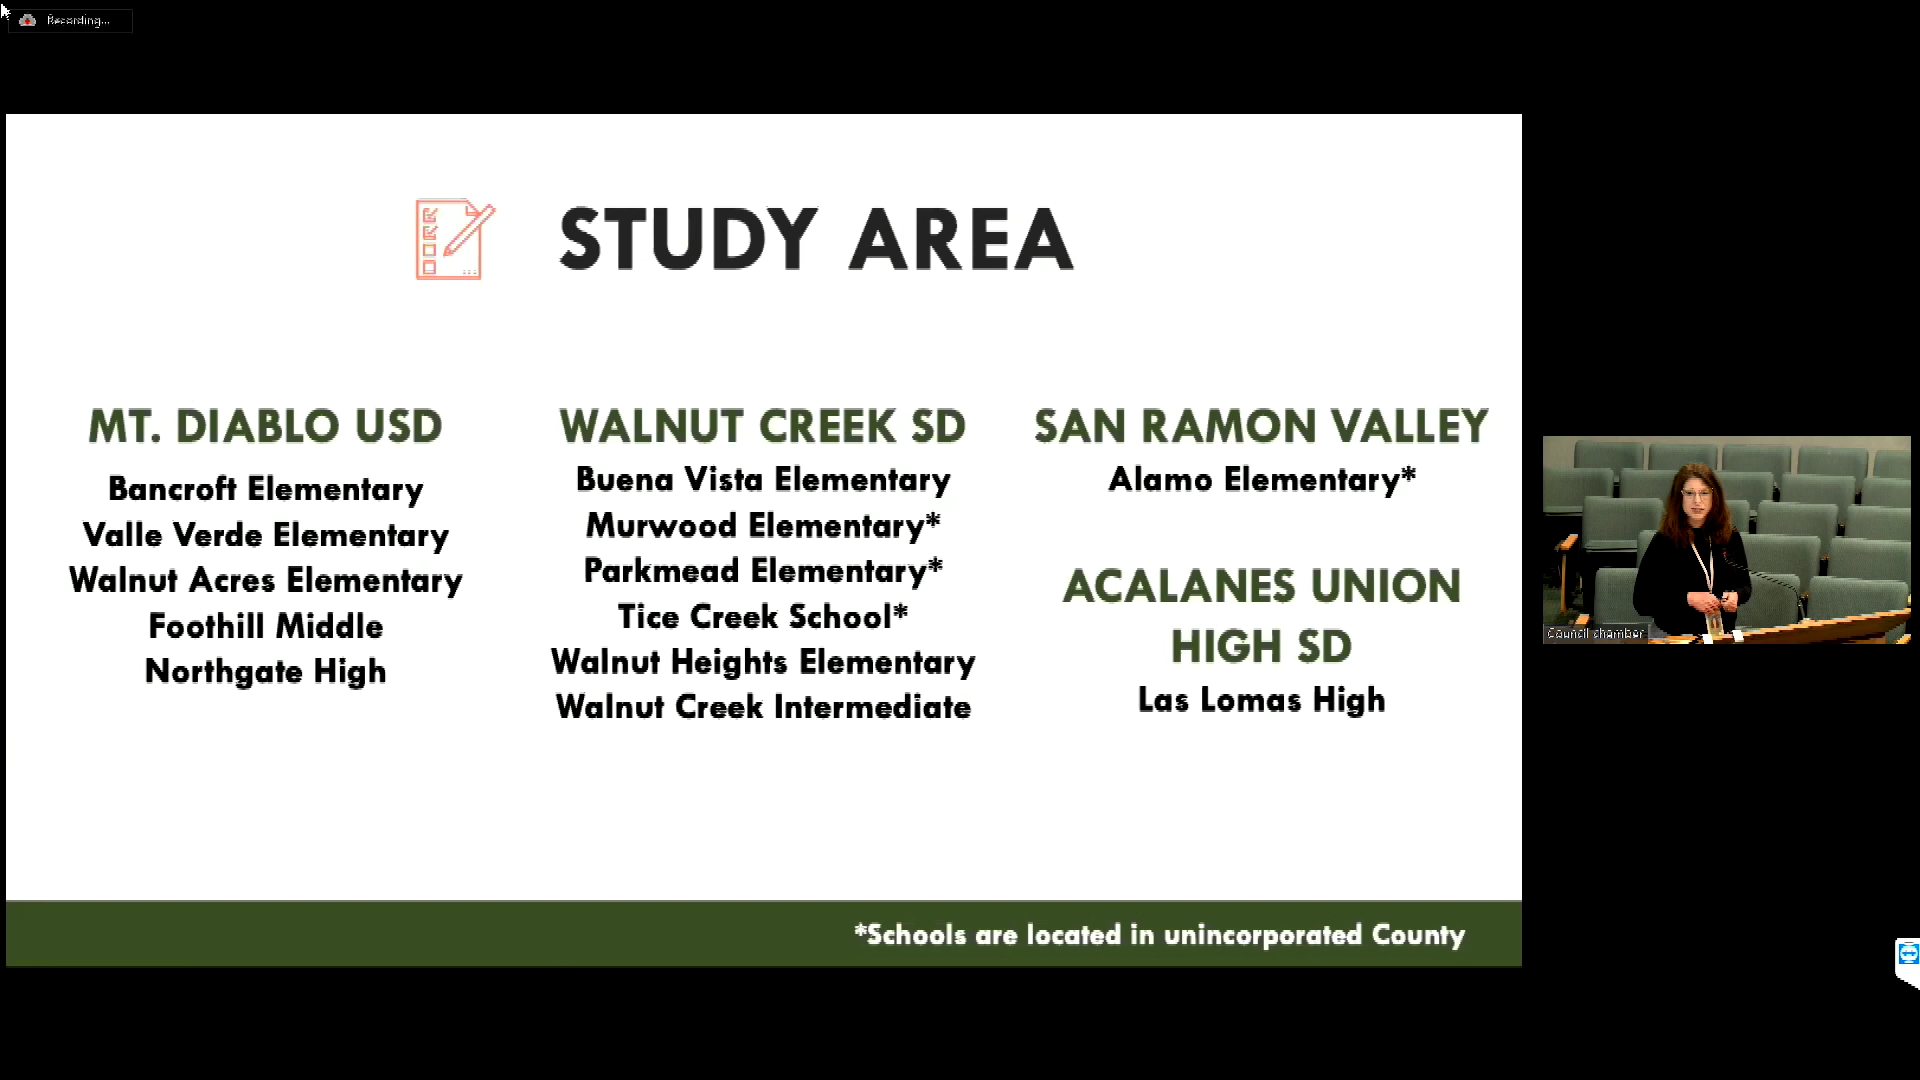 Recording...
STUDY AREA
MT. DIABLO USD
Bancroft Elementary
Valle Verde Elementary
Walnut Acres Elementary
Foothill Middle
Northgate High
WALNUT CREEK SD
Buena Vista Elementary
Murwood Elementary*
Parkmead Elementary*
Tice Creek School*
Walnut Heights Elementary
Walnut Creek Intermediate
SAN RAMON VALLEY
Alamo Elementary*
ACALANES UNION
HIGH SD
Las Lomas High
*Schools are located in unincorporated County
Council chamber